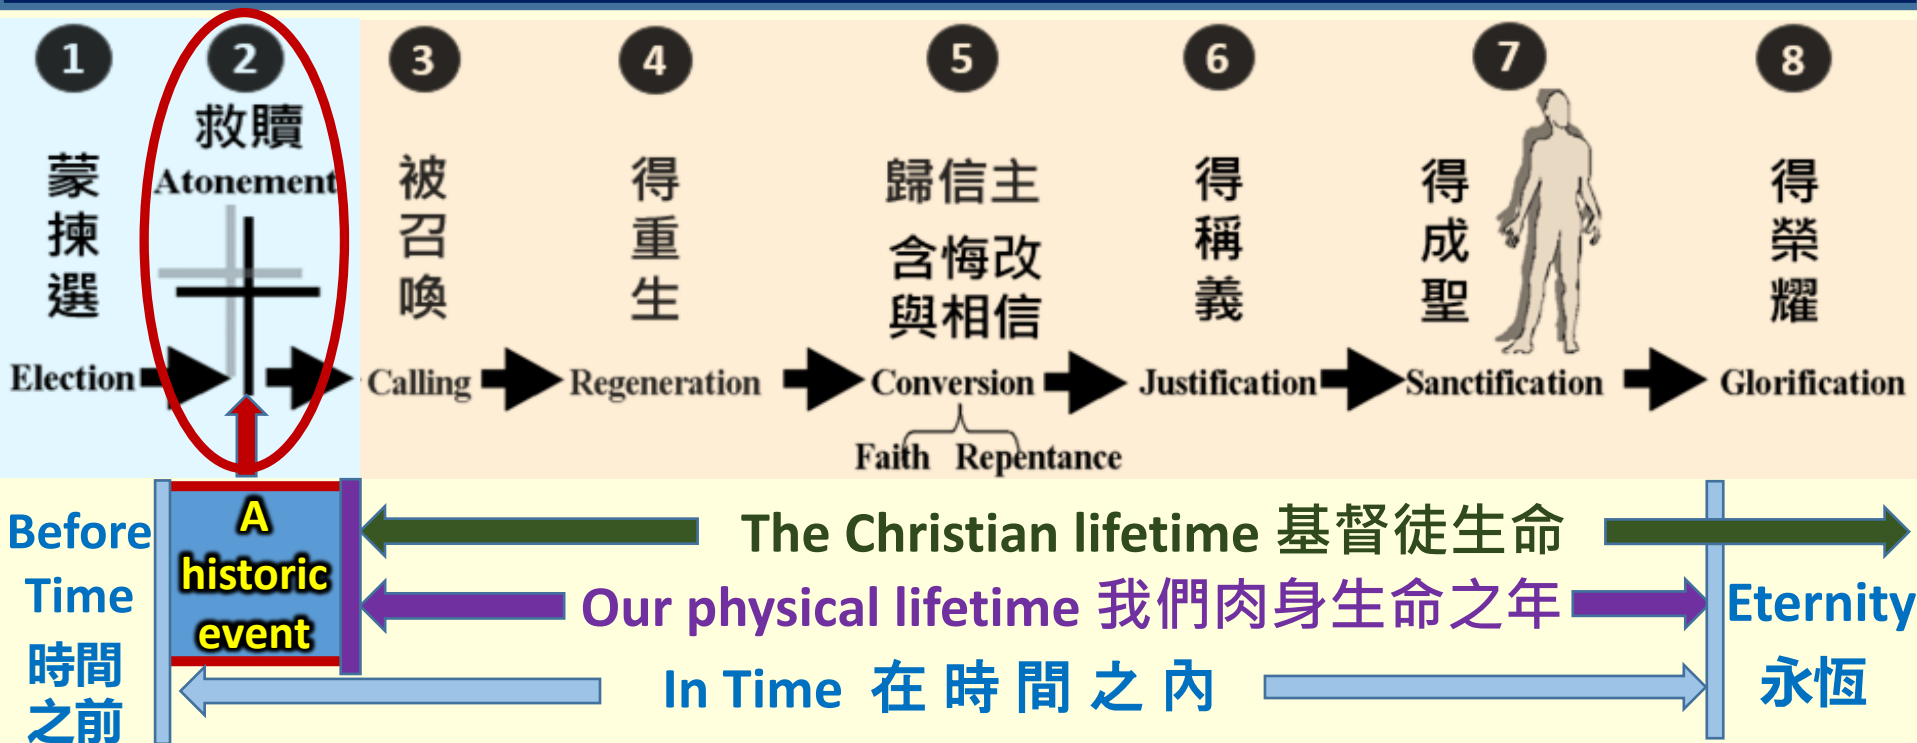 1
2
3
4
5
6
7
8
蒙揀選
救贖
Atonement
被召喚
得重生
歸信主
含悔改
與相信
得稱義
得成聖
得榮耀
Election
Calling
Regeneration
Conversion
Justification
Sanctification
Glorification
Faith Repentance
Before
Time
時間
之前
A
historic
event
The Christian lifetime 基督徒生命
Our physical lifetime 我們肉身生命之年
In Time 在時間之內
Eternity
永恆